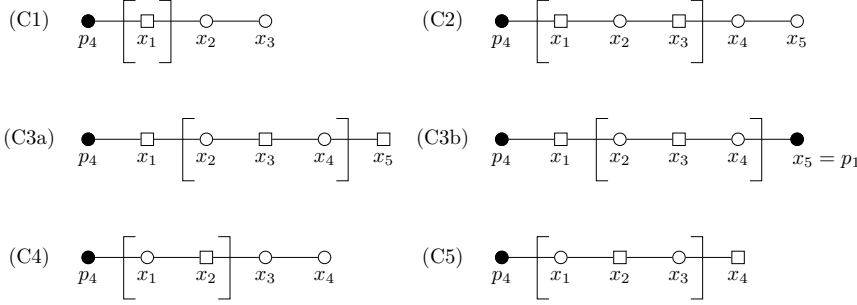 (C1) p₄ x₁ x₂ x₃
(C2) p₄ x₁ x₂ x₃ x₄ x₅
(C3a) p₄ x₁ x₂ x₃ x₄ x₅
(C3b) p₄ x₁ x₂ x₃ x₄ x₅ = p₁
(C4) p₄ x₁ x₂ x₃ x₄
(C5) p₄ x₁ x₂ x₃ x₄